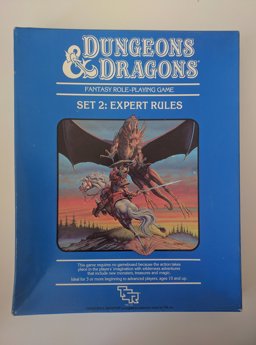 DUNGEONS
& DRAGONS®
FANTASY ROLE-PLAYING GAME
SET 2: EXPERT RULES
This game requires no gameboard because the action takes
place in the players' imagination with wilderness adventures
that include new monsters, treasures and magic.
Ideal for 3 or more beginning to advanced players, ages 10 and up.
TSR